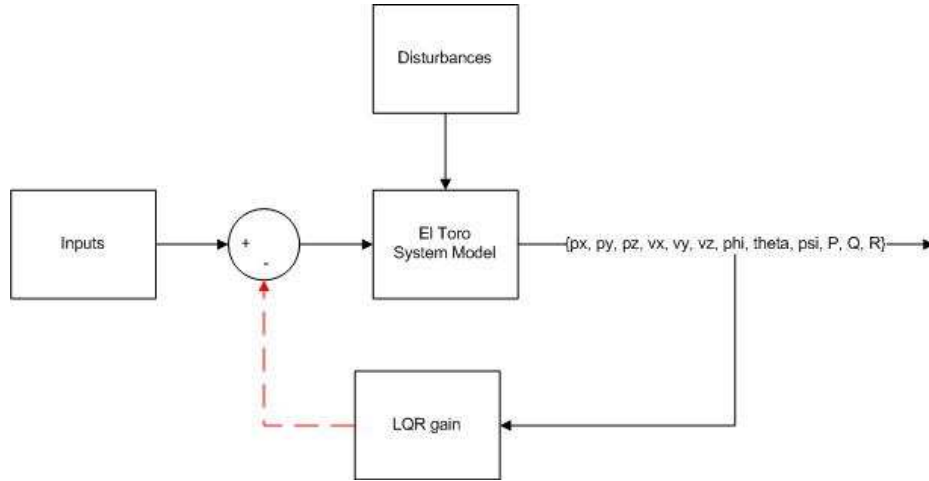 Disturbances
Inputs
+
-
El Toro
System Model
{px, py, pz, vx, vy, vz, phi, theta, psi, P, Q, R}
LQR gain